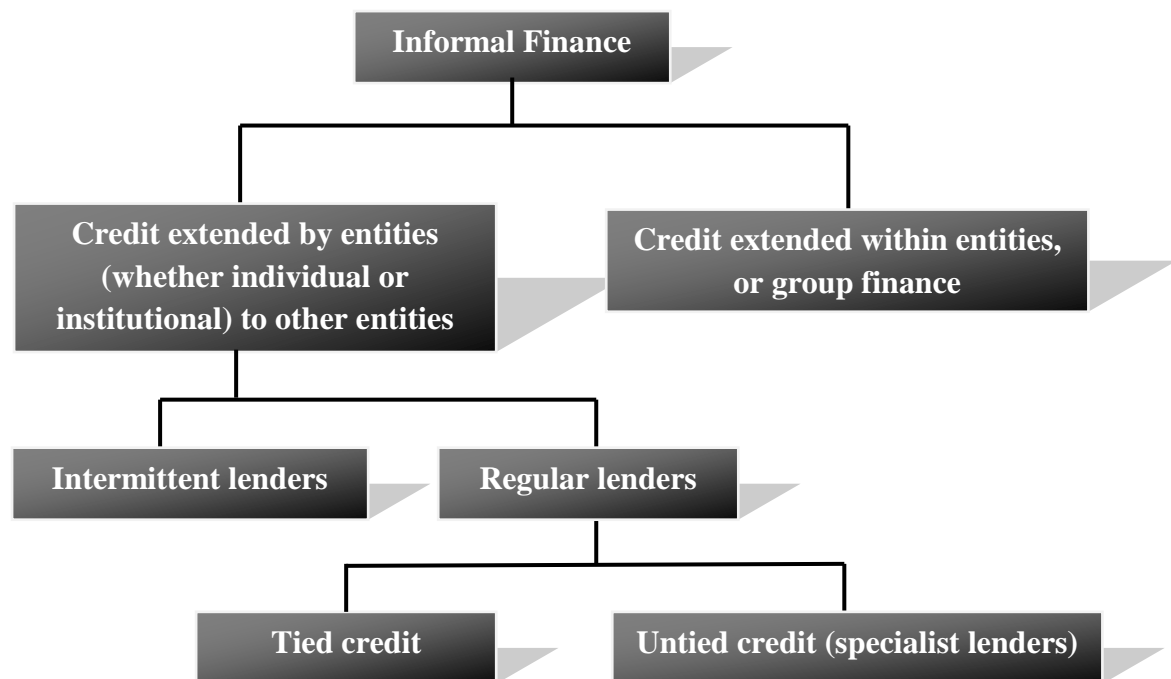 Informal Finance
Credit extended by entities
(whether individual or
institutional) to other entities
Credit extended within entities,
or group finance
Intermittent lenders
Regular lenders
Tied credit
Untied credit (specialist lenders)